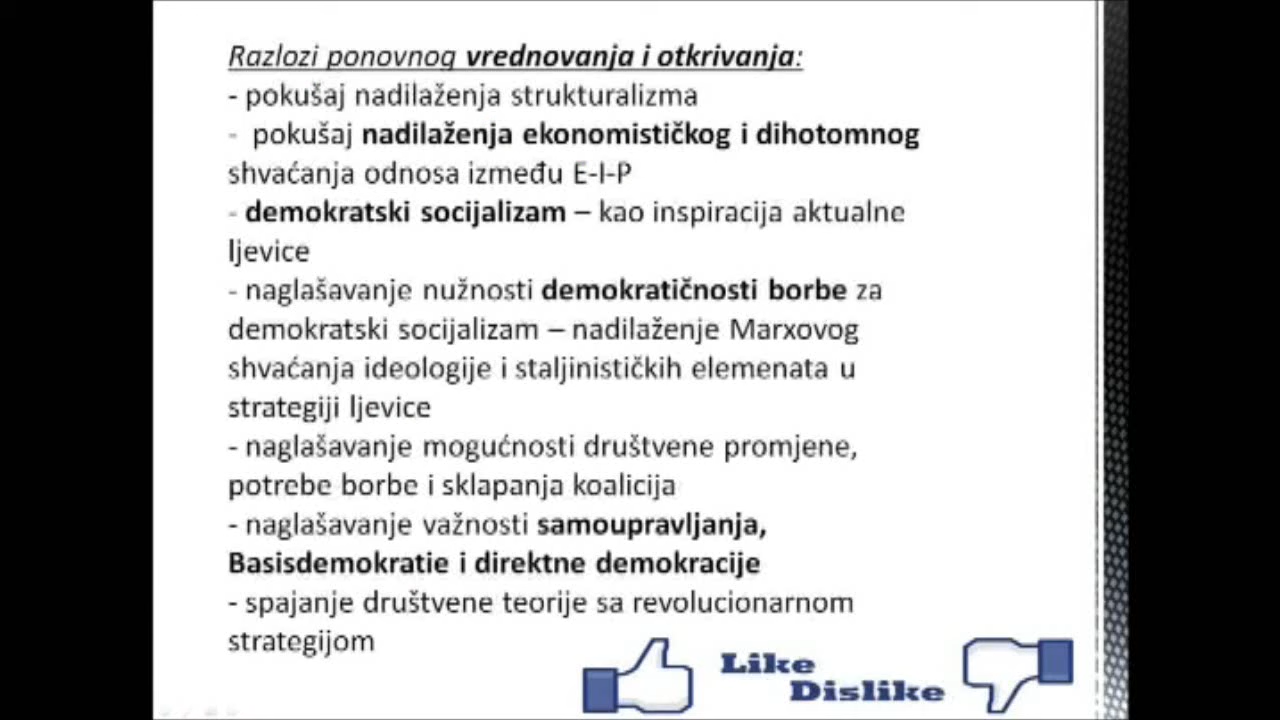 Razlozi ponovnog vrednovanja i otkrivanja:
- pokušaj nadilaženja strukturalizma
- pokušaj nadilaženja ekonomističkog i dihotomnog
shvaćanja odnosa između E-I-P
- demokratski socijalizam – kao inspiracija aktualne
ljevice
- naglašavanje nužnosti demokratičnosti borbe za
demokratski socijalizam – nadilaženje Marxovog
shvaćanja ideologije i staljinističkih elemenata u
strategiji ljevice
- naglašavanje mogućnosti društvene promjene,
potrebe borbe i sklapanja koalicija
- naglašavanje važnosti samoupravljanja,
Basisdemokratie i direktne demokracije
- spajanje društvene teorije sa revolucionarnom
strategijom
Like
Dislike